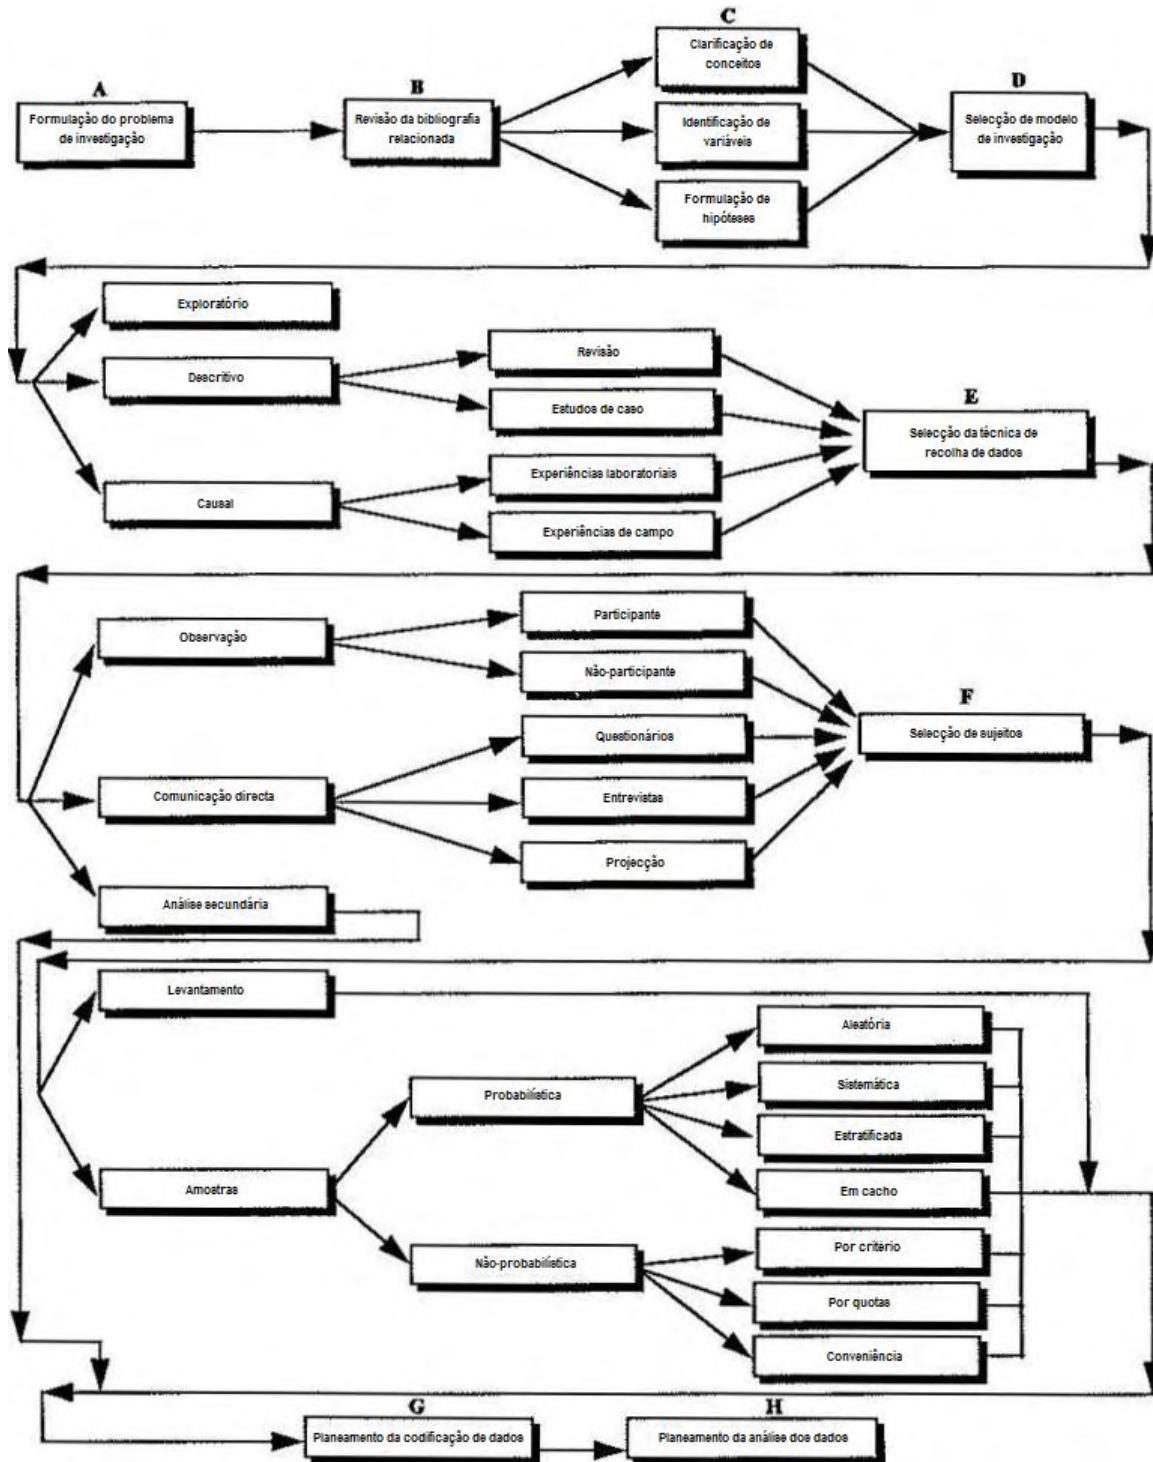 A
Formulação do problema
de investigação
B
Revisão da bibliografia
relacionada
C
Clarificação de
conceitos
Identificação de
variáveis
Formulação de
hipóteses
D
Selecção de modelo
de investigação
Exploratório
Descritivo
Causal
Revisão
Estudos de caso
Experiências laboratoriais
Experiências de campo
E
Selecção da técnica de
recolha de dados
Observação
Comunicação directa
Análise secundária
Participante
Não-participante
Questionários
Entrevistas
Projecção
F
Selecção de sujeitos
Levantamento
Amostras
Probabilística
Não-probabilística
Aleatória
Sistemática
Estratificada
Em cacho
Por critério
Por quotas
Conveniência
G
Planeamento da codificação de dados
H
Planeamento da análise dos dados